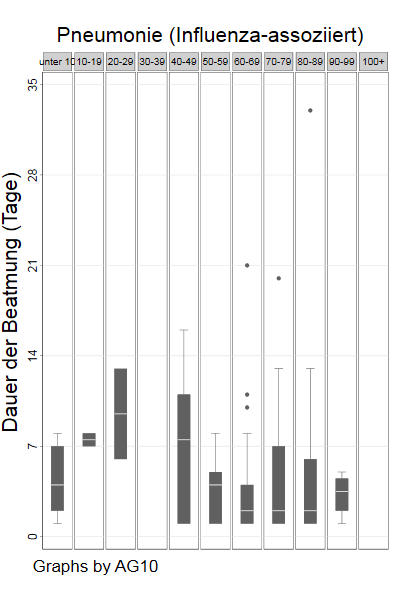 Pneumonie (Influenza-assoziiert)
unter 10 10-19 20-29 30-39 40-49 50-59 60-69 70-79 80-89 90-99 100+
Dauer der Beatmung (Tage)
35
28
21
14
7
0
Graphs by AG10